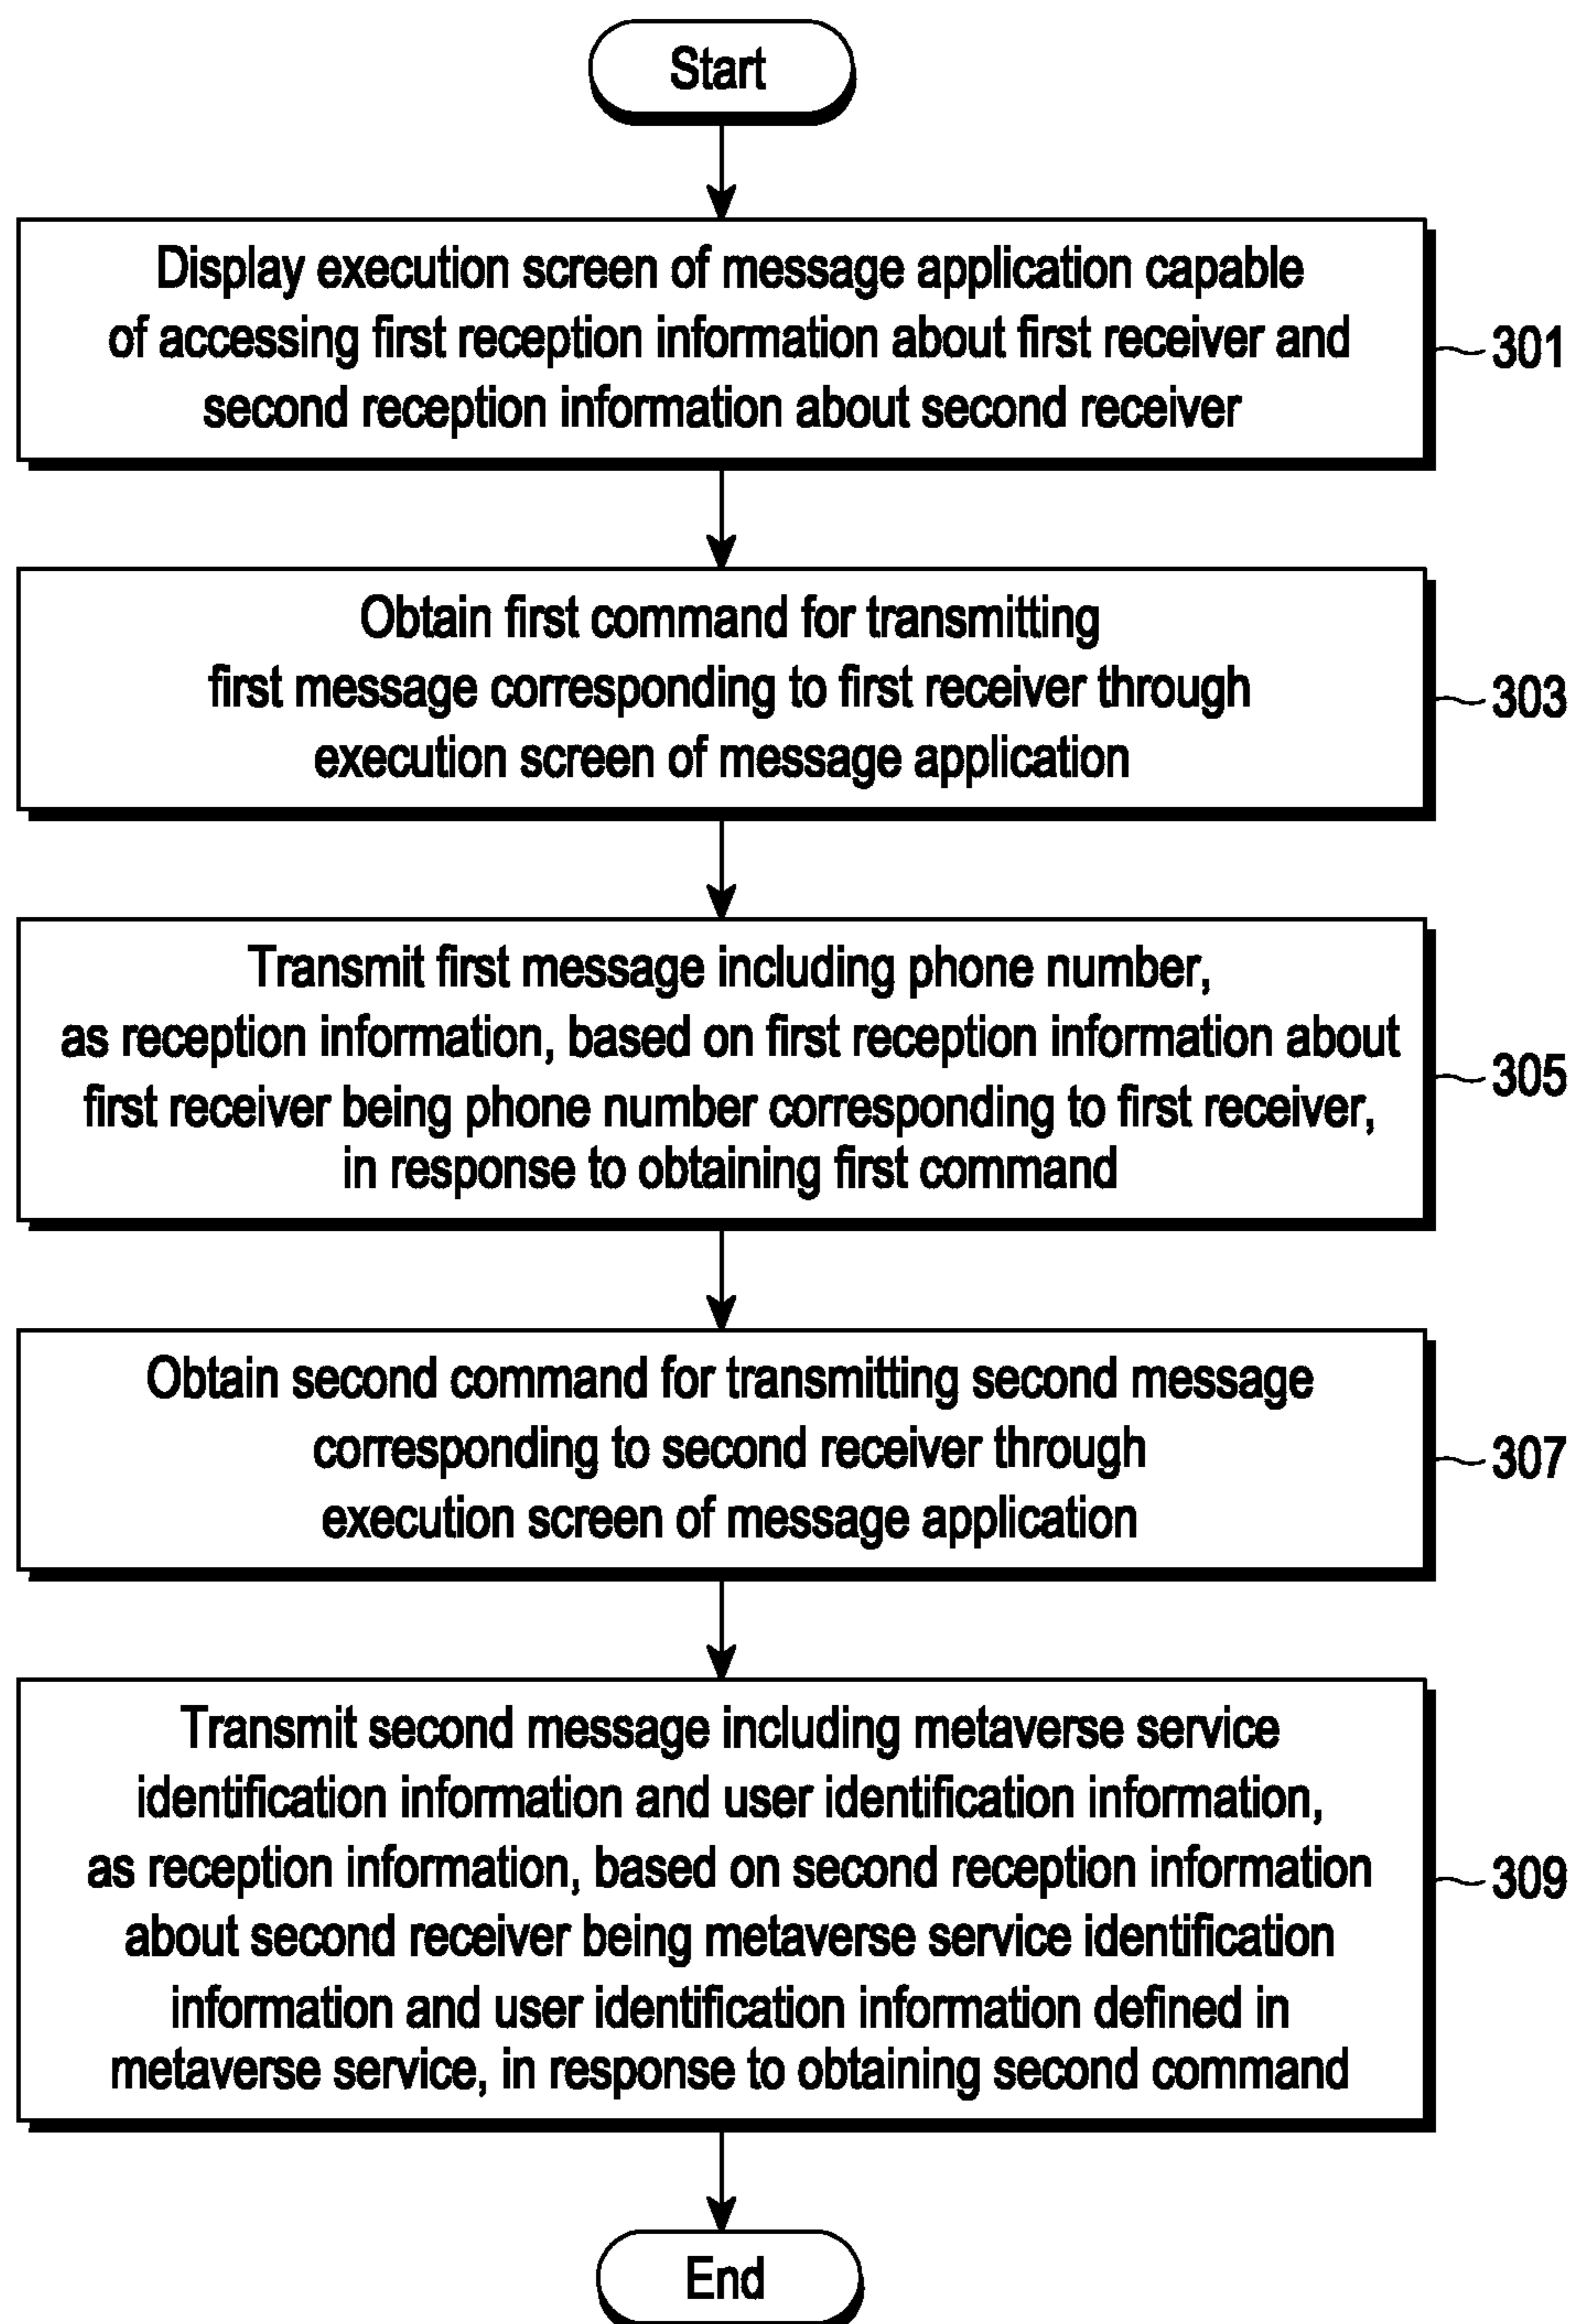 Start
Display execution screen of message application capable
of accessing first reception information about first receiver and
second reception information about second receiver
301
Obtain first command for transmitting
first message corresponding to first receiver through
execution screen of message application
303
Transmit first message including phone number,
as reception information, based on first reception information about
first receiver being phone number corresponding to first receiver,
in response to obtaining first command
305
Obtain second command for transmitting second message
corresponding to second receiver through
execution screen of message application
307
Transmit second message including metaverse service
identification information and user identification information,
as reception information, based on second reception information
about second receiver being metaverse service identification
information and user identification information defined in
metaverse service, in response to obtaining second command
309
End